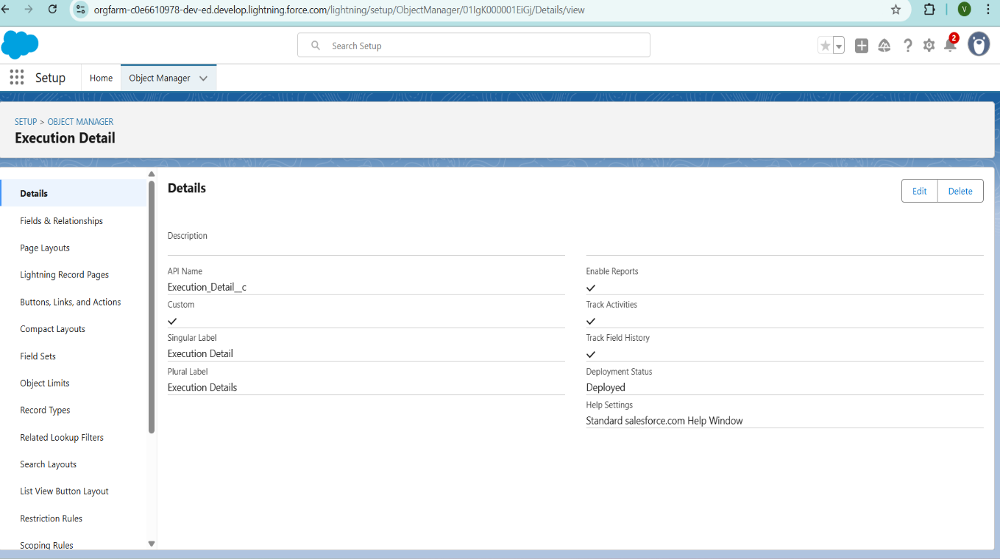 orgfarm-c0e6610978-dev-ed.develop.lightning.force.com/lightning/setup/ObjectManager/01IgK000001EiGj/Details/view
V
Search Setup
2
Setup
Home
Object Manager
SETUP > OBJECT MANAGER
Execution Detail
Details
Fields & Relationships
Page Layouts
Lightning Record Pages
Buttons, Links, and Actions
Compact Layouts
Field Sets
Object Limits
Record Types
Related Lookup Filters
Search Layouts
List View Button Layout
Restriction Rules
Scoping Rules
Details
Edit
Delete
Description
API Name
Execution_Detail__c
Custom
Singular Label
Execution Detail
Plural Label
Execution Details
Enable Reports
Track Activities
Track Field History
Deployment Status
Deployed
Help Settings
Standard salesforce.com Help Window